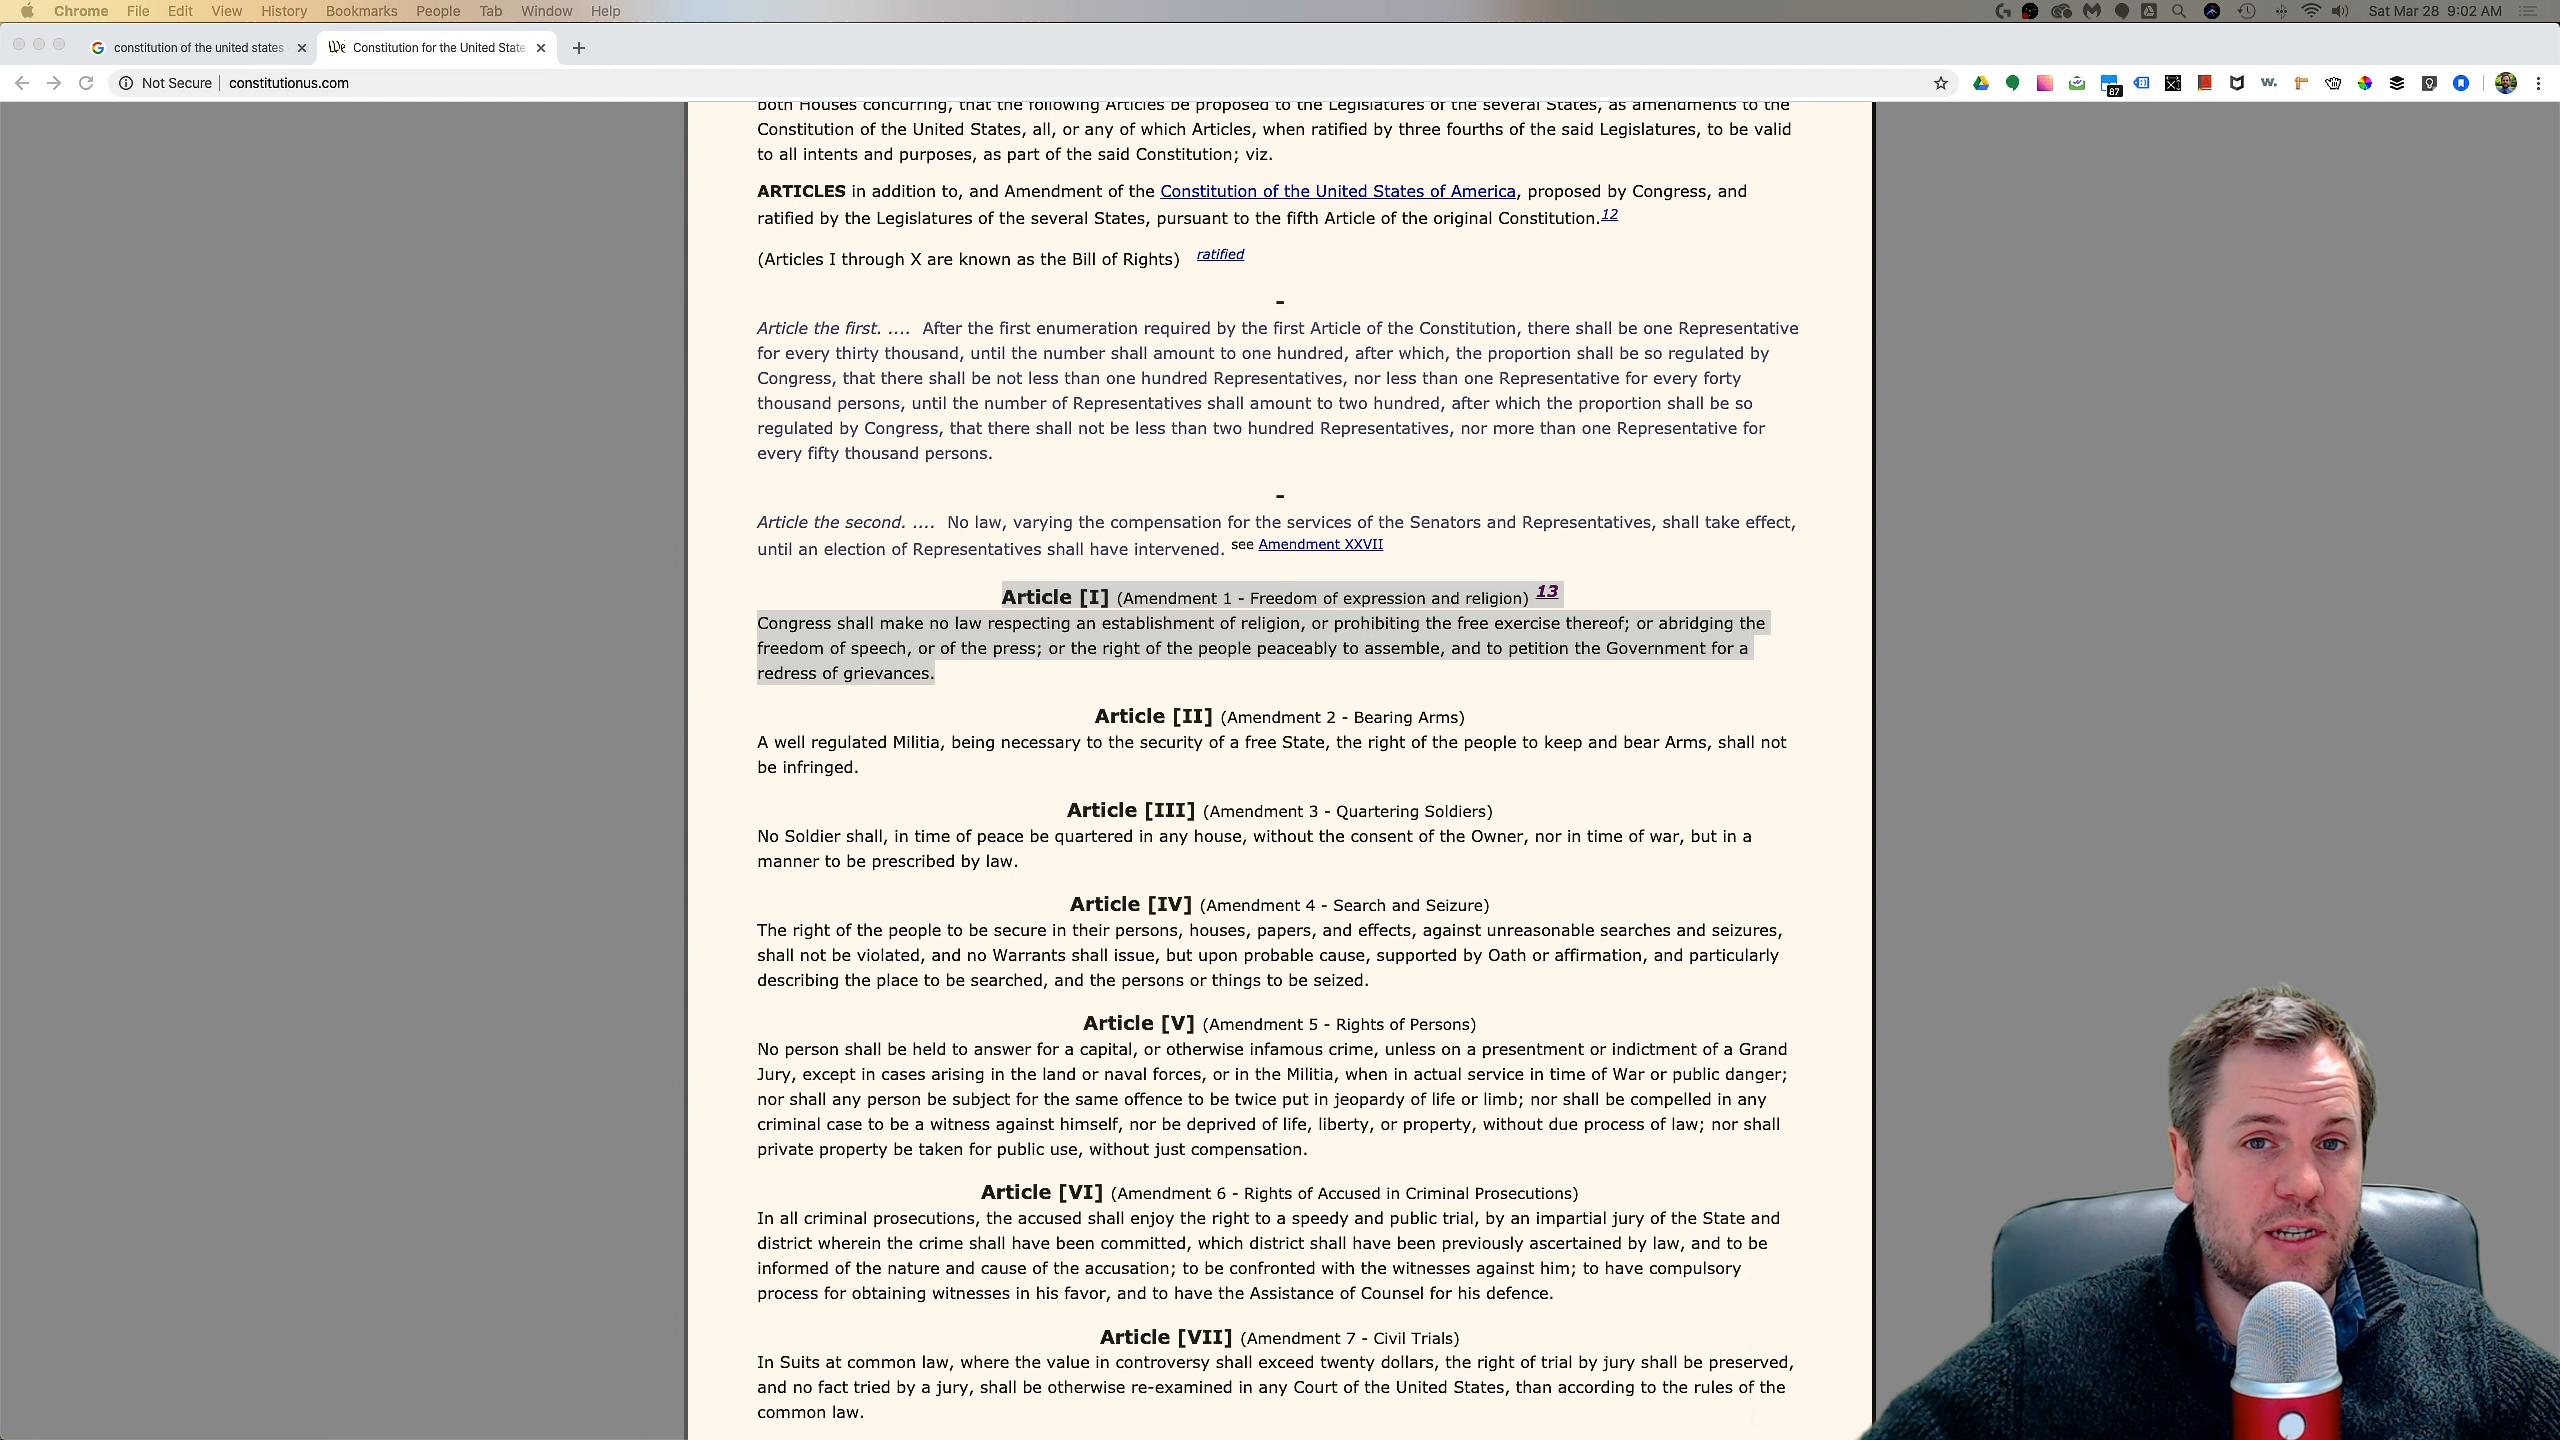 Chrome File Edit View History Bookmarks People Tab Window Help
Sat Mar 28 9:02 AM
constitution of the united states
We
Constitution for the United State
Not Secure | constitutionus.com
87
w.
both Houses concurring, that the following Articles be proposed to the Legislatures of the several States, as amendments to the
Constitution of the United States, all, or any of which Articles, when ratified by three fourths of the said Legislatures, to be valid
to all intents and purposes, as part of the said Constitution; viz.
ARTICLES in addition to, and Amendment of the Constitution of the United States of America, proposed by Congress, and
ratified by the Legislatures of the several States, pursuant to the fifth Article of the original Constitution.12
(Articles I through X are known as the Bill of Rights) ratified
-
Article the first. .... After the first enumeration required by the first Article of the Constitution, there shall be one Representative
for every thirty thousand, until the number shall amount to one hundred, after which, the proportion shall be so regulated by
Congress, that there shall be not less than one hundred Representatives, nor less than one Representative for every forty
thousand persons, until the number of Representatives shall amount to two hundred, after which the proportion shall be so
regulated by Congress, that there shall not be less than two hundred Representatives, nor more than one Representative for
every fifty thousand persons.
-
Article the second. .... No law, varying the compensation for the services of the Senators and Representatives, shall take effect,
until an election of Representatives shall have intervened. see Amendment XXVII
Article [I] (Amendment 1 - Freedom of expression and religion) 13
Congress shall make no law respecting an establishment of religion, or prohibiting the free exercise thereof; or abridging the
freedom of speech, or of the press; or the right of the people peaceably to assemble, and to petition the Government for a
redress of grievances.
Article [II] (Amendment 2 - Bearing Arms)
A well regulated Militia, being necessary to the security of a free State, the right of the people to keep and bear Arms, shall not
be infringed.
Article [III] (Amendment 3 - Quartering Soldiers)
No Soldier shall, in time of peace be quartered in any house, without the consent of the Owner, nor in time of war, but in a
manner to be prescribed by law.
Article [IV] (Amendment 4 - Search and Seizure)
The right of the people to be secure in their persons, houses, papers, and effects, against unreasonable searches and seizures,
shall not be violated, and no Warrants shall issue, but upon probable cause, supported by Oath or affirmation, and particularly
describing the place to be searched, and the persons or things to be seized.
Article [V] (Amendment 5 - Rights of Persons)
No person shall be held to answer for a capital, or otherwise infamous crime, unless on a presentment or indictment of a Grand
Jury, except in cases arising in the land or naval forces, or in the Militia, when in actual service in time of War or public danger;
nor shall any person be subject for the same offence to be twice put in jeopardy of life or limb; nor shall be compelled in any
criminal case to be a witness against himself, nor be deprived of life, liberty, or property, without due process of law; nor shall
private property be taken for public use, without just compensation.
Article [VI] (Amendment 6 - Rights of Accused in Criminal Prosecutions)
In all criminal prosecutions, the accused shall enjoy the right to a speedy and public trial, by an impartial jury of the State and
district wherein the crime shall have been committed, which district shall have been previously ascertained by law, and to be
informed of the nature and cause of the accusation; to be confronted with the witnesses against him; to have compulsory
process for obtaining witnesses in his favor, and to have the Assistance of Counsel for his defence.
Article [VII] (Amendment 7 - Civil Trials)
In Suits at common law, where the value in controversy shall exceed twenty dollars, the right of trial by jury shall be preserved,
and no fact tried by a jury, shall be otherwise re-examined in any Court of the United States, than according to the rules of the
common law.